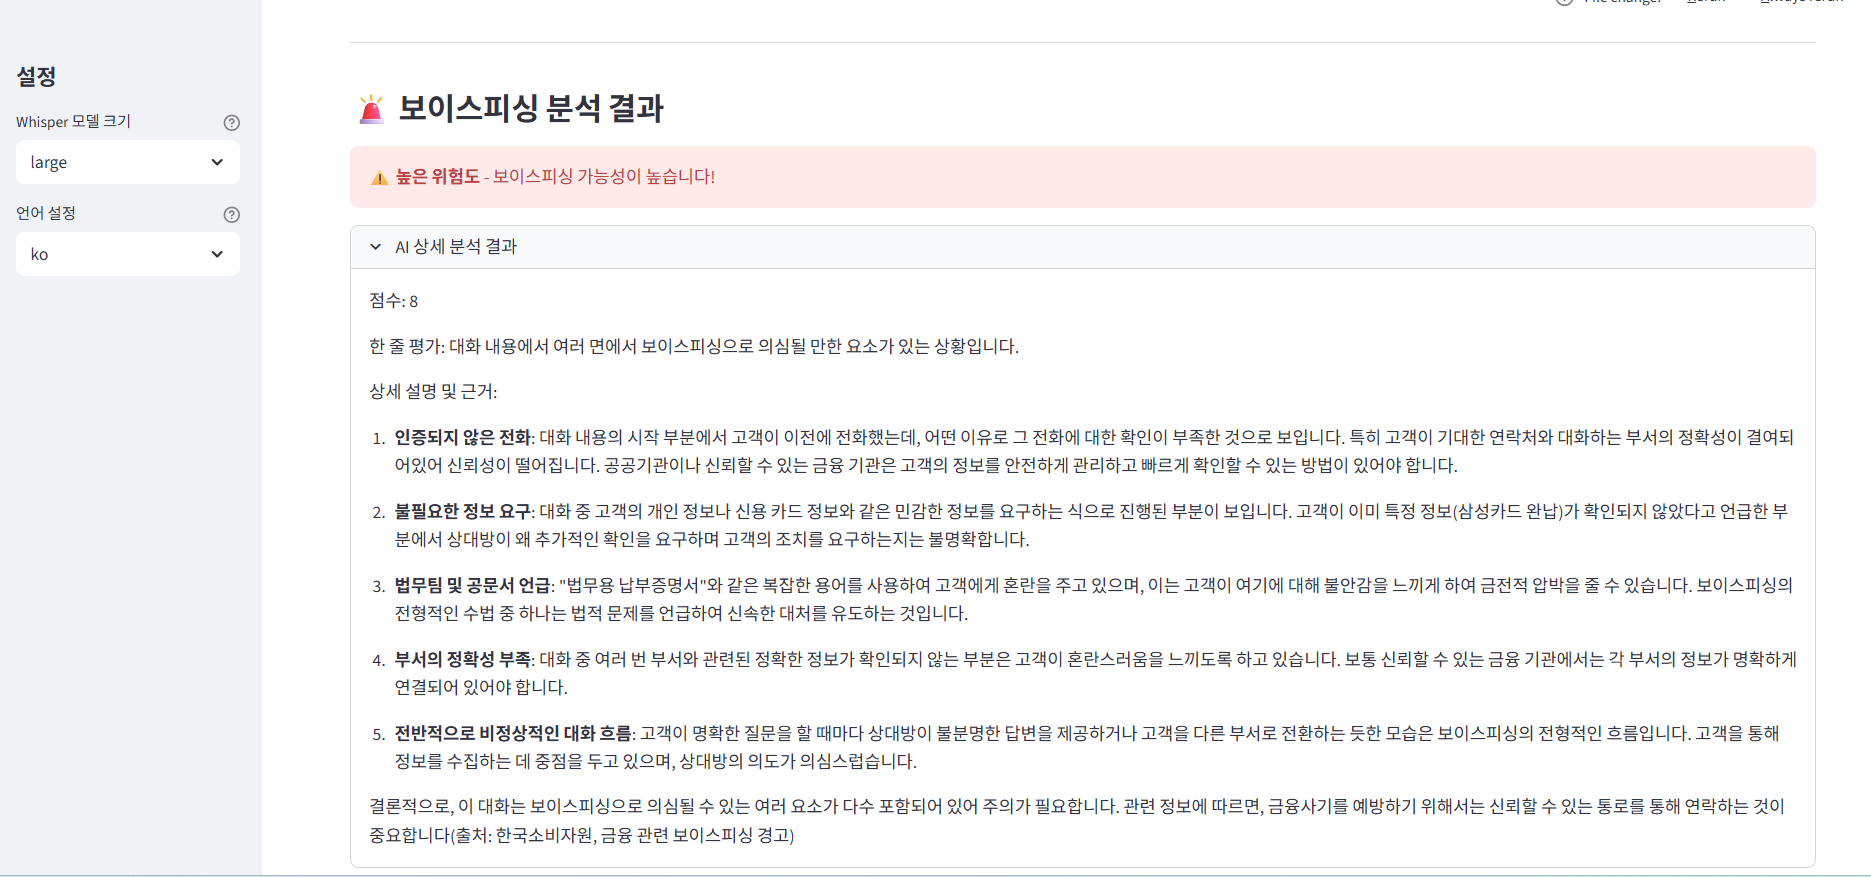 설정
Whisper 모델 크기
large
언어 설정
ko
보이스피싱 분석 결과
높은 위험도 - 보이스피싱 가능성이 높습니다!
AI 상세 분석 결과
점수: 8
한 줄 평가: 대화 내용에서 여러 면에서 보이스피싱으로 의심될 만한 요소가 있는 상황입니다.
상세 설명 및 근거:
1. 인증되지 않은 전화: 대화 내용의 시작 부분에서 고객이 이전에 전화했는데, 어떤 이유로 그 전화에 대한 확인이 부족한 것으로 보입니다. 특히 고객이 기대한 연락처와 대화하는 부서의 정확성이 결여되
어있어 신뢰성이 떨어집니다. 공공기관이나 신뢰할 수 있는 금융 기관은 고객의 정보를 안전하게 관리하고 빠르게 확인할 수 있는 방법이 있어야 합니다.
2. 불필요한 정보 요구: 대화 중 고객의 개인 정보나 신용 카드 정보와 같은 민감한 정보를 요구하는 식으로 진행된 부분이 보입니다. 고객이 이미 특정 정보(삼성카드 완납)가 확인되지 않았다고 언급한 부
분에서 상대방이 왜 추가적인 확인을 요구하며 고객의 조치를 요구하는지는 불명확합니다.
3. 법무팀 및 공문서 언급: "법무용 납부증명서"와 같은 복잡한 용어를 사용하여 고객에게 혼란을 주고 있으며, 이는 고객이 여기에 대해 불안감을 느끼게 하여 금전적 압박을 줄 수 있습니다. 보이스피싱의
전형적인 수법 중 하나는 법적 문제를 언급하여 신속한 대처를 유도하는 것입니다.
4. 부서의 정확성 부족: 대화 중 여러 번 부서와 관련된 정확한 정보가 확인되지 않는 부분은 고객이 혼란스러움을 느끼도록 하고 있습니다. 보통 신뢰할 수 있는 금융 기관에서는 각 부서의 정보가 명확하게
연결되어 있어야 합니다.
5. 전반적으로 비정상적인 대화 흐름: 고객이 명확한 질문을 할 때마다 상대방이 불분명한 답변을 제공하거나 고객을 다른 부서로 전환하는 듯한 모습은 보이스피싱의 전형적인 흐름입니다. 고객을 통해
정보를 수집하는 데 중점을 두고 있으며, 상대방의 의도가 의심스럽습니다.
결론적으로, 이 대화는 보이스피싱으로 의심될 수 있는 여러 요소가 다수 포함되어 있어 주의가 필요합니다. 관련 정보에 따르면, 금융사기를 예방하기 위해서는 신뢰할 수 있는 통로를 통해 연락하는 것이
중요합니다(출처: 한국소비자원, 금융 관련 보이스피싱 경고)